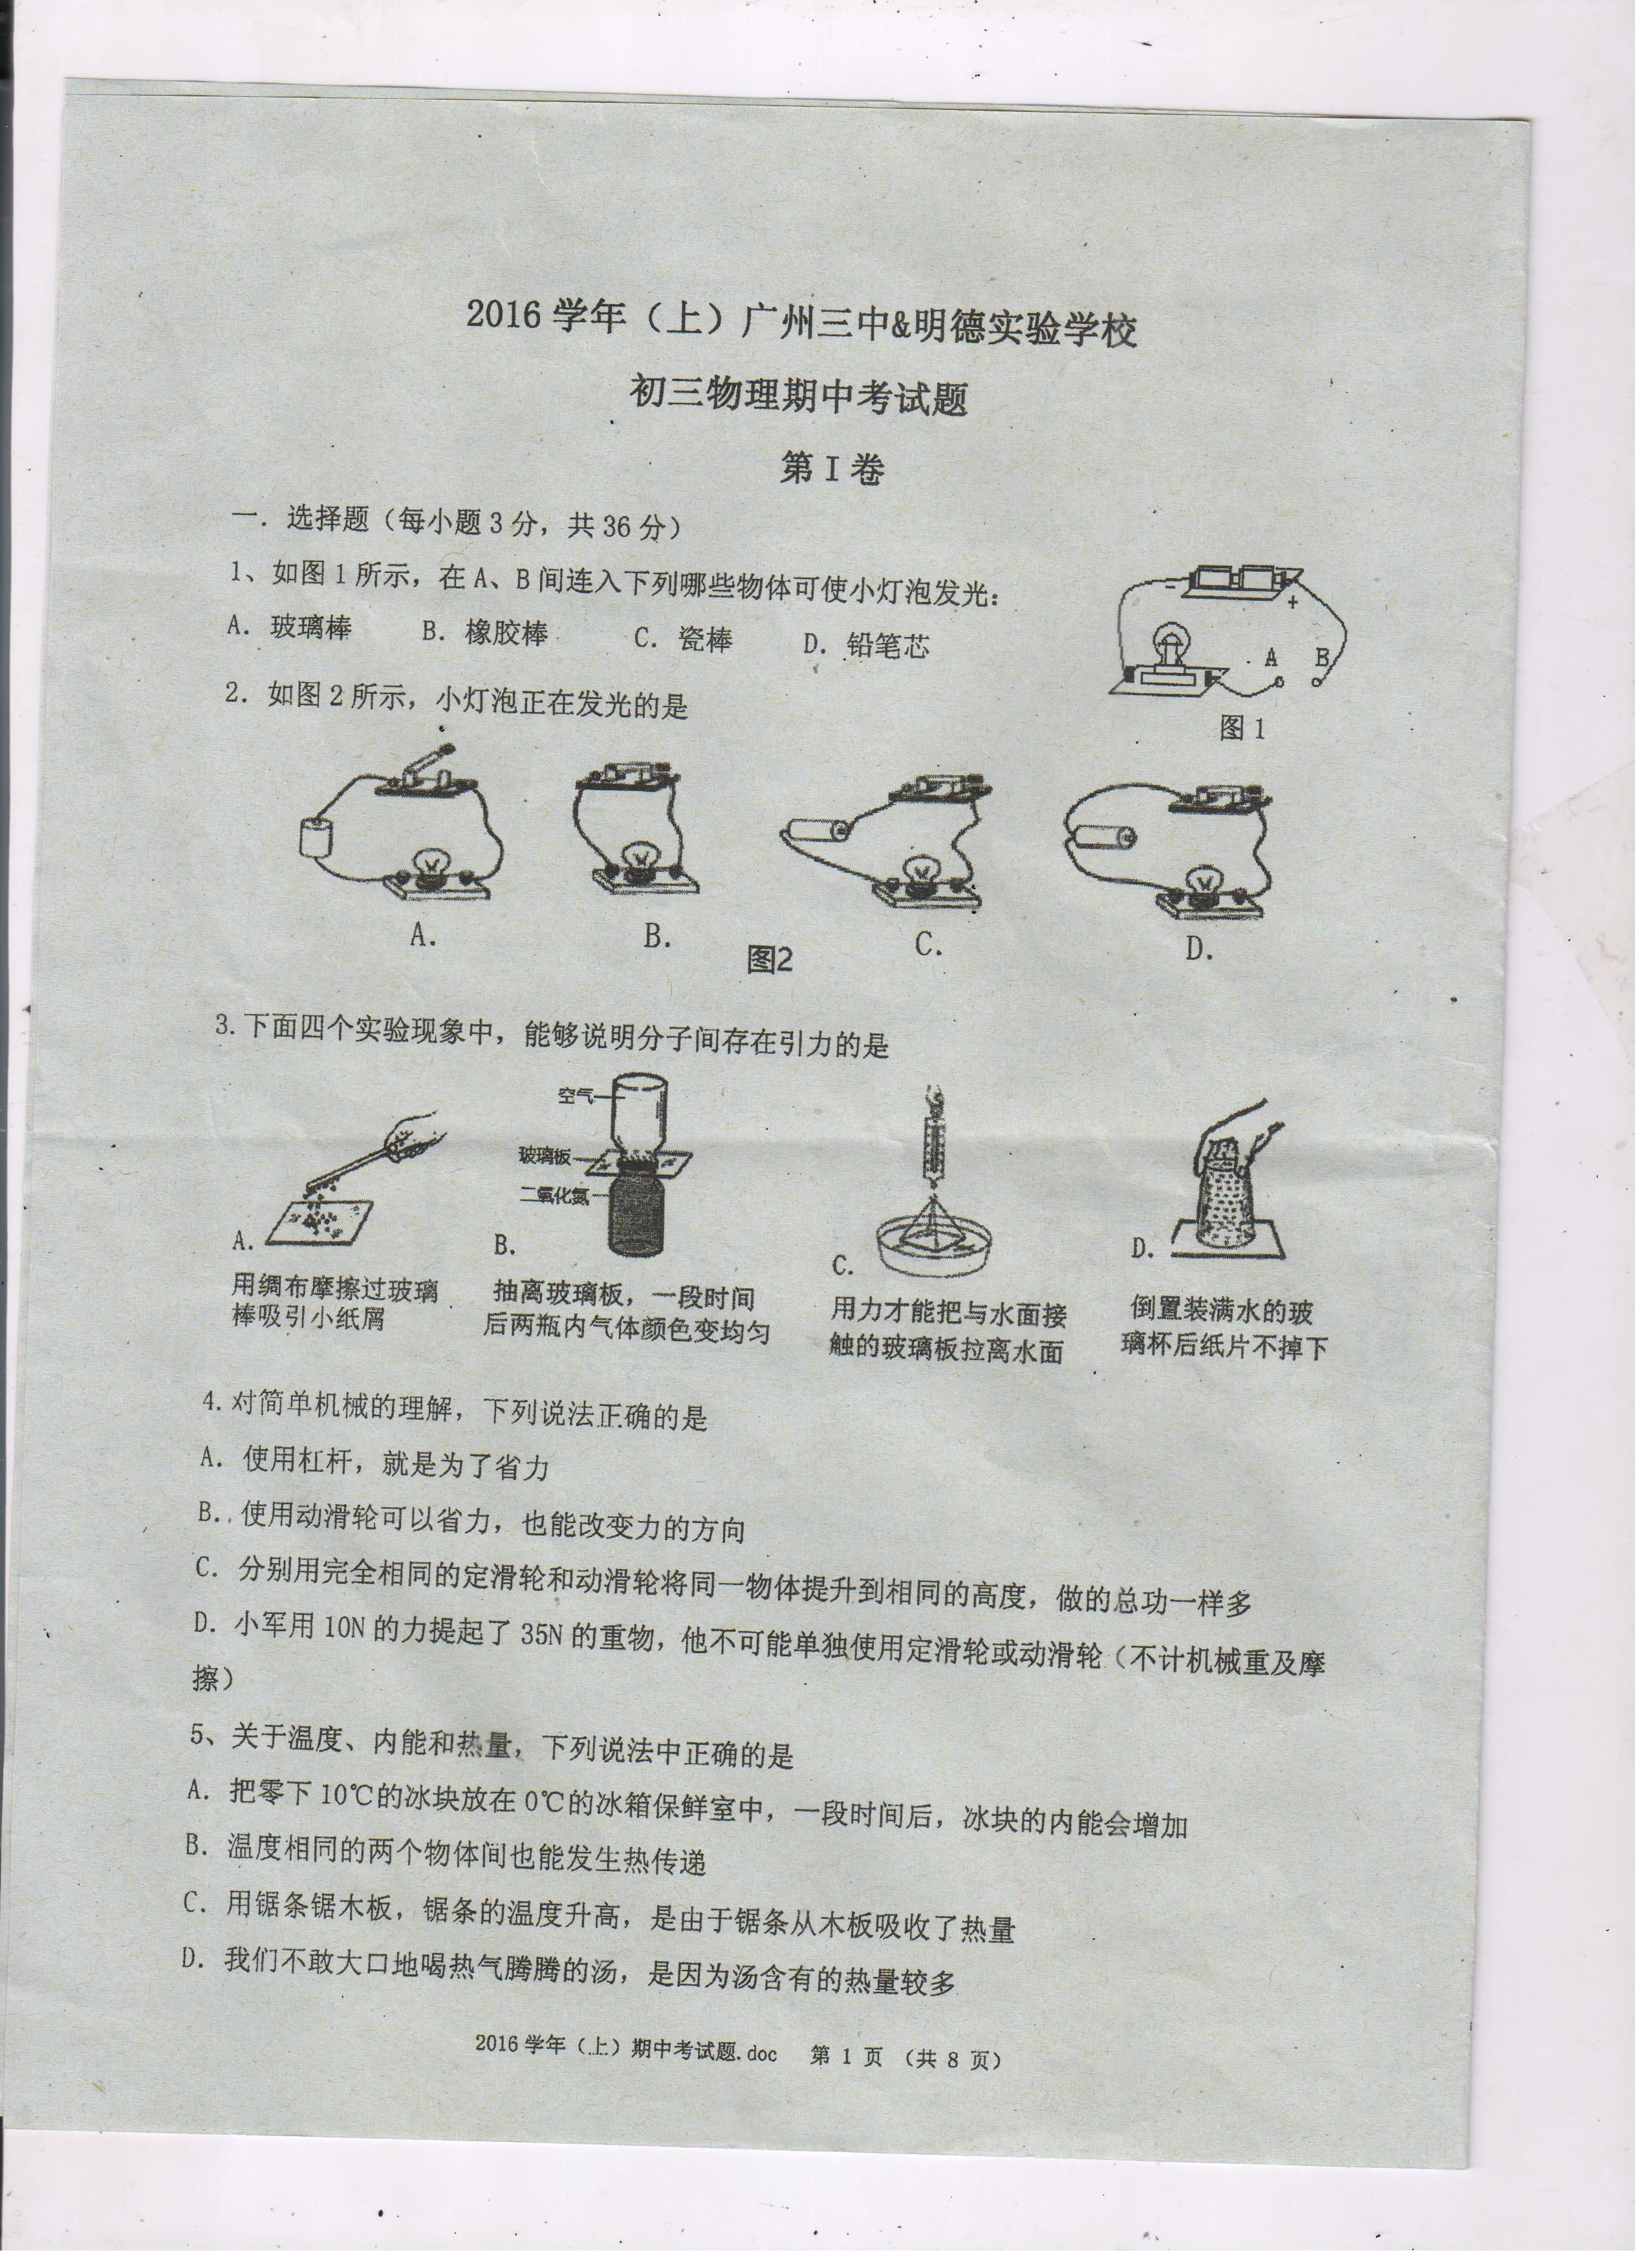 2016 学年（上）广州三中&明德实验学校
初三物理期中考试题
第 I 卷
一．选择题（每小题 3 分，共 36 分）
1、如图 1 所示，在 A、B 间连入下列哪些物体可使小灯泡发光：
A．玻璃棒 B．橡胶棒 C．瓷棒 D．铅笔芯
- + A B
图 1
2．如图 2 所示，小灯泡正在发光的是
A． B． C． D．
图2
3.下面四个实验现象中，能够说明分子间存在引力的是
空气
玻璃板
二氧化氮
A． B． C． D．
用绸布摩擦过玻璃
棒吸引小纸屑
抽离玻璃板，一段时间
后两瓶内气体颜色变均匀
用力才能把与水面接
触的玻璃板拉离水面
倒置装满水的玻
璃杯后纸片不掉下
4.对简单机械的理解，下列说法正确的是
A．使用杠杆，就是为了省力
B．使用动滑轮可以省力，也能改变力的方向
C．分别用完全相同的定滑轮和动滑轮将同一物体提升到相同的高度，做的总功一样多
D．小军用 10N 的力提起了 35N 的重物，他不可能单独使用定滑轮或动滑轮（不计机械重及摩
擦）
5、关于温度、内能和热量，下列说法中正确的是
A．把零下 10℃的冰块放在 0℃的冰箱保鲜室中，一段时间后，冰块的内能会增加
B．温度相同的两个物体间也能发生热传递
C．用锯条锯木板，锯条的温度升高，是由于锯条从木板吸收了热量
D．我们不敢大口地喝热气腾腾的汤，是因为汤含有的热量较多
2016 学年（上）期中考试题.doc 第 1 页 （共 8 页）